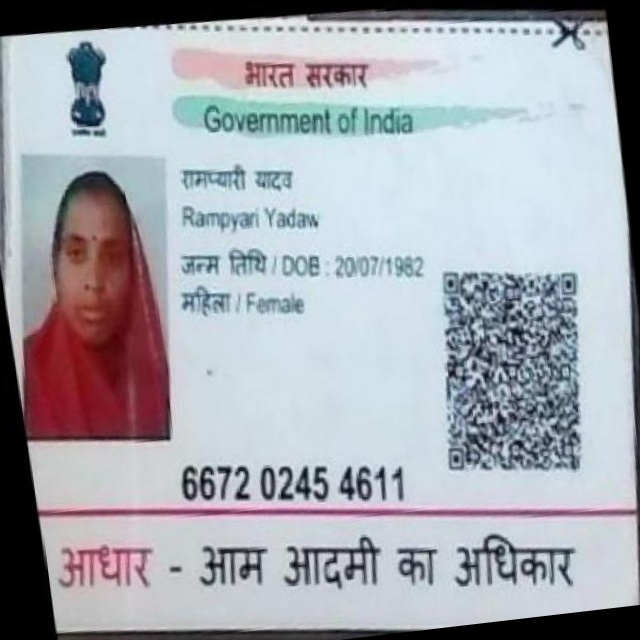 भारत सरकार
Government of India
रामप्यारी यादव
Rampyari Yadaw
जन्म तिथि / DOB : 20/07/1982
महिला / Female
6672 0245 4611
आधार - आम आदमी का अधिकार